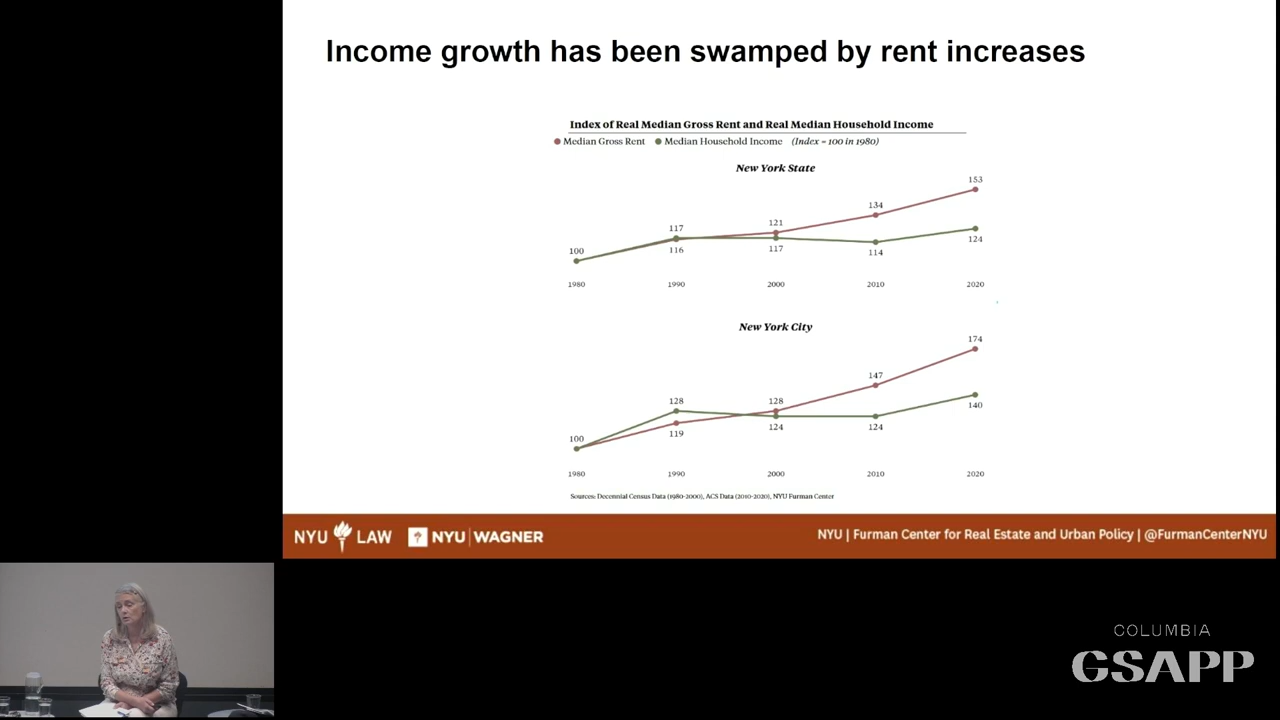 Income growth has been swamped by rent increases
Index of Real Median Gross Rent and Real Median Household Income
Median Gross Rent Median Household Income (Index = 100 in 1980)
New York State
153
134
121
117
100
116
117
114
124
1980 1990 2000 2010 2020
New York City
174
147
128 128
100
119
124
124
140
1980 1990 2000 2010 2020
Sources: Decennial Census Data (1980-2000), ACS Data (2010-2020), NYU Furman Center
NYU LAW NYU | WAGNER NYU | Furman Center for Real Estate and Urban Policy | @FurmanCenterNYU
COLUMBIA
GSAPP